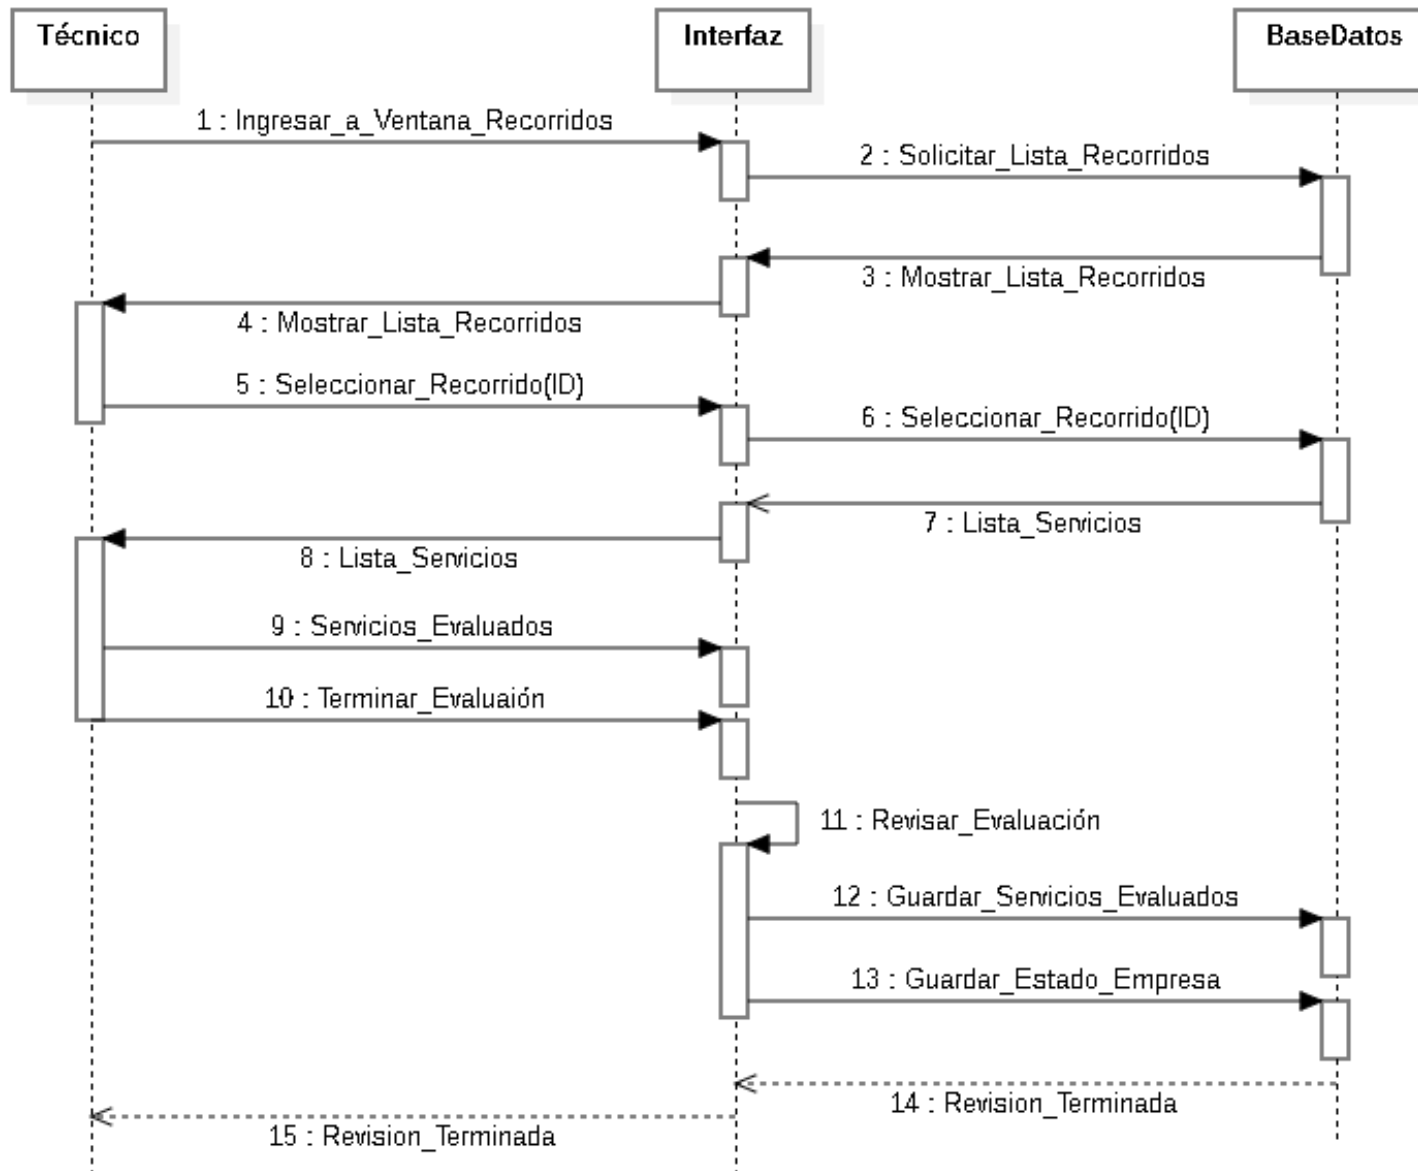 Técnico
Interfaz
BaseDatos
1 : Ingresar_a_Ventana_Recorridos
2 : Solicitar_Lista_Recorridos
3 : Mostrar_Lista_Recorridos
4 : Mostrar_Lista_Recorridos
5 : Seleccionar_Recorrido(ID)
6 : Seleccionar_Recorrido(ID)
7 : Lista_Servicios
8 : Lista_Servicios
9 : Servicios_Evaluados
10 : Terminar_Evaluaión
11 : Revisar_Evaluación
12 : Guardar_Servicios_Evaluados
13 : Guardar_Estado_Empresa
14 : Revision_Terminada
15 : Revision_Terminada